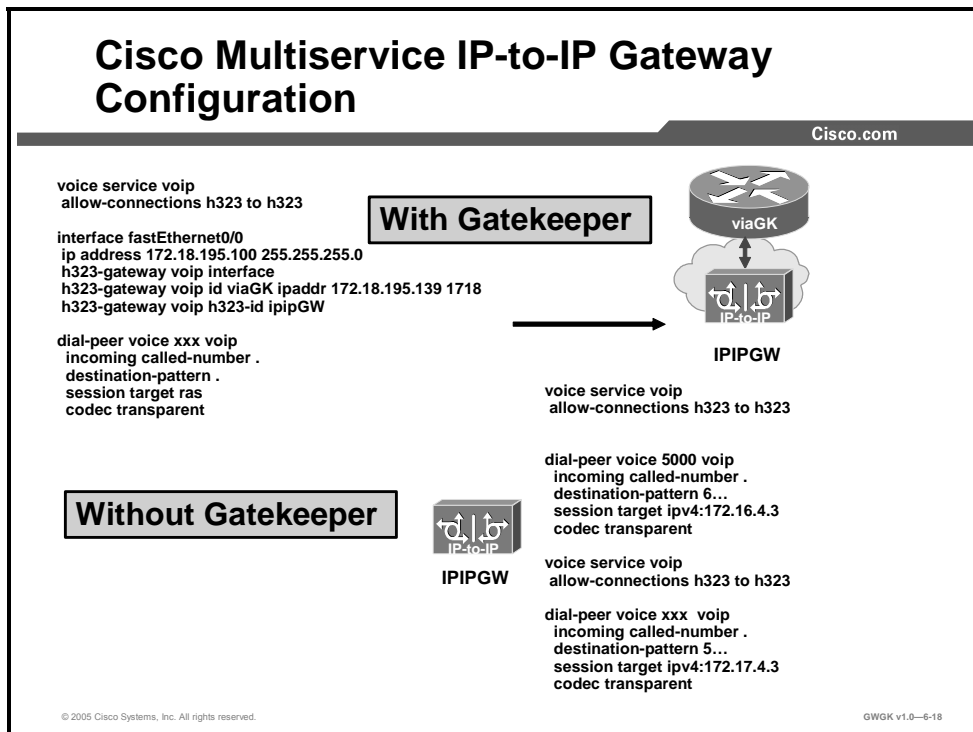 Cisco Multiservice IP-to-IP Gateway
Configuration
Cisco.com
voice service voip
allow-connections h323 to h323
interface fastEthernet0/0
ip address 172.18.195.100 255.255.255.0
h323-gateway voip interface
h323-gateway voip id viaGK ipaddr 172.18.195.139 1718
h323-gateway voip h323-id ipipGW
dial-peer voice xxx voip
incoming called-number .
destination-pattern .
session target ras
codec transparent
With Gatekeeper
viaGK
IP-to-IP
IPIPGW
voice service voip
allow-connections h323 to h323
dial-peer voice 5000 voip
incoming called-number .
destination-pattern 6…
session target ipv4:172.16.4.3
codec transparent
Without Gatekeeper
IP-to-IP
IPIPGW
voice service voip
allow-connections h323 to h323
dial-peer voice xxx voip
incoming called-number .
destination-pattern 5…
session target ipv4:172.17.4.3
codec transparent
© 2005 Cisco Systems, Inc. All rights reserved.
GWGK v1.0—6-18